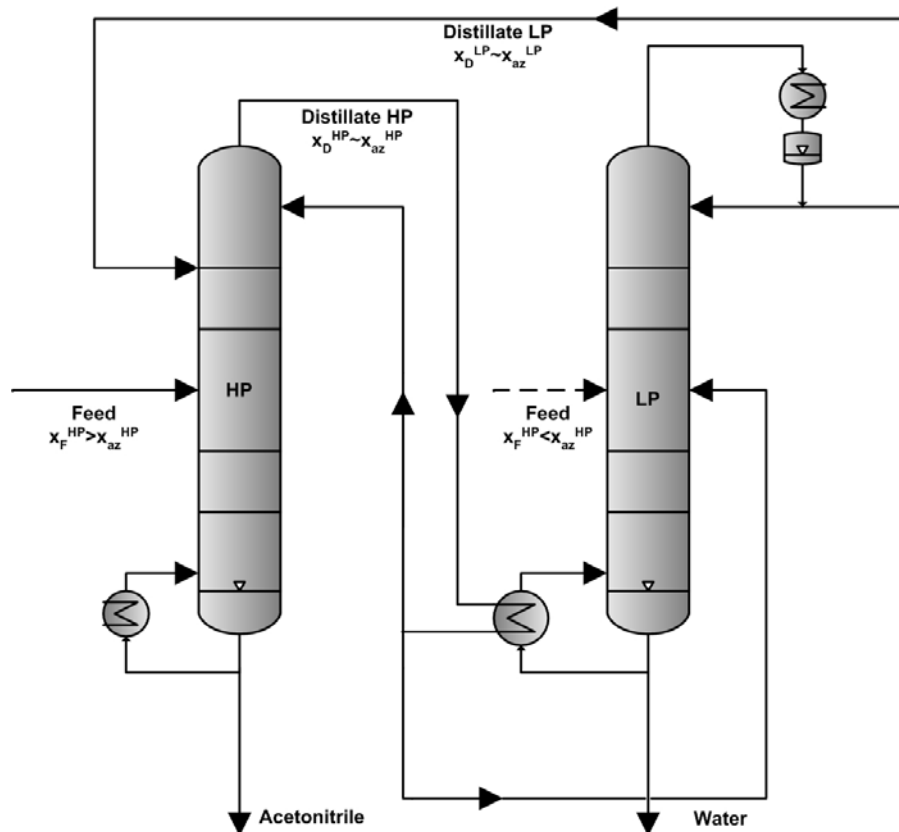 Distillate LP
x_D^LP~x_az^LP
Distillate HP
x_D^HP~x_az^HP
HP
LP
Feed
x_F^HP>x_az^HP
Feed
x_F^HP<x_az^HP
Acetonitrile
Water